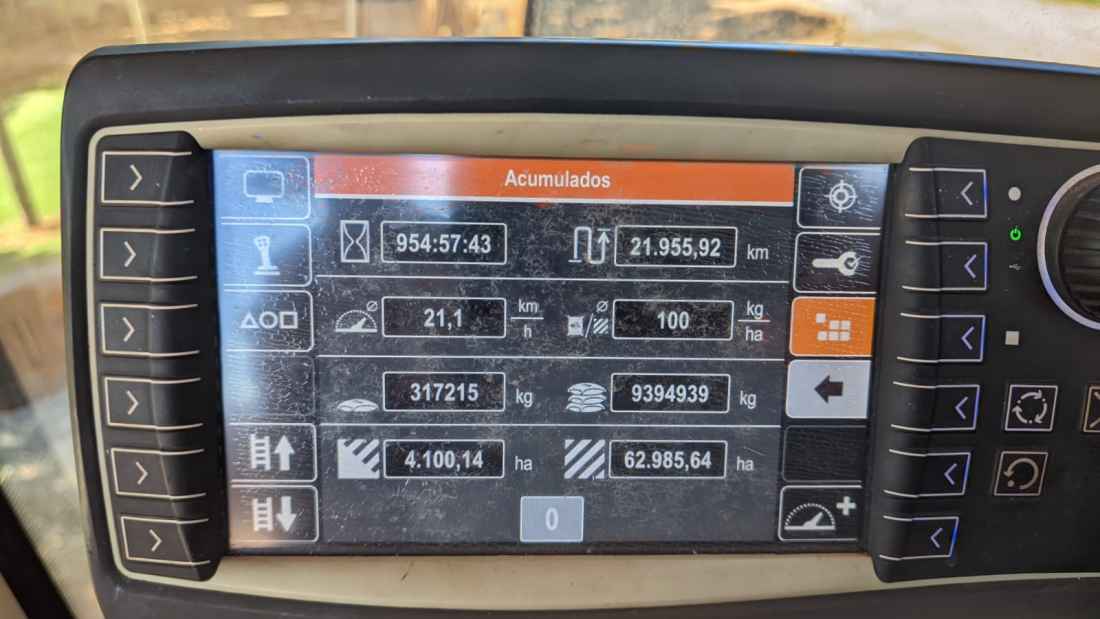 Acumulados
954:57:43 21.955,92 km
21,1 km/h 100 kg/ha
317215 kg 9394939 kg
4.100,14 ha 62.985,64 ha
0